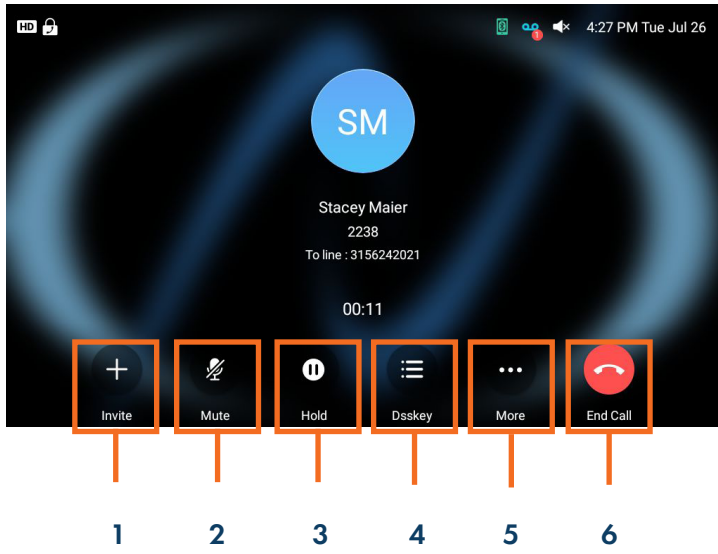 HD 1 4:27 PM Tue Jul 26
SM
Stacey Maier
2238
To line : 3156242021
00:11
Invite Mute Hold Dsskey More End Call
1 2 3 4 5 6